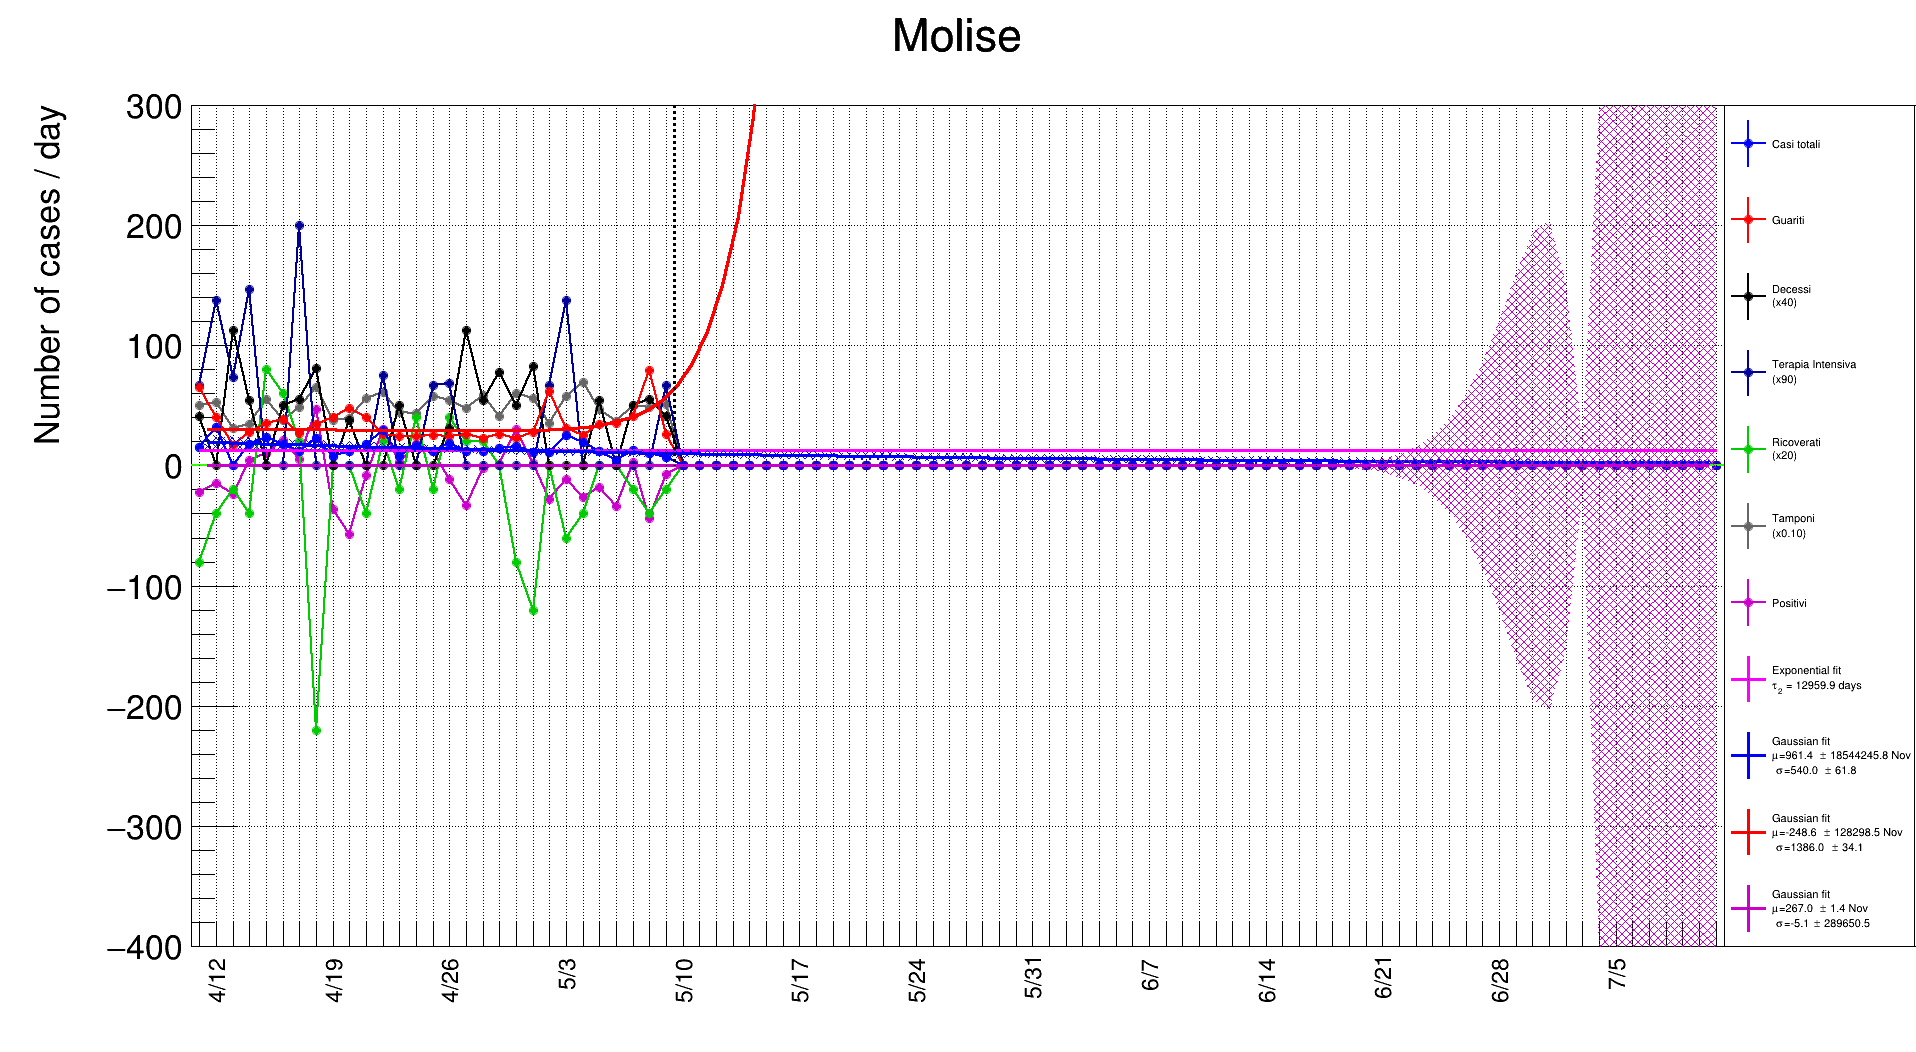 Molise
Number of cases / day
300
200
100
0
−100
−200
−300
−400
4/12
4/19
4/26
5/3
5/10
5/17
5/24
5/31
6/7
6/14
6/21
6/28
7/5
Casi totali
Guariti
Decessi
(x40)
Terapia Intensiva
(x90)
Ricoverati
(x20)
Tamponi
(x0.10)
Positivi
Exponential fit
τ2 = 12959.9 days
Gaussian fit
μ=961.4 ± 18544245.8 Nov
σ=540.0 ± 61.8
Gaussian fit
μ=-248.6 ± 128298.5 Nov
σ=1386.0 ± 34.1
Gaussian fit
μ=267.0 ± 1.4 Nov
σ=-5.1 ± 289650.5